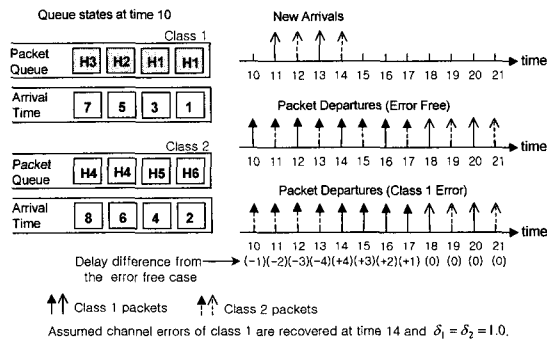 Queue states at time 10
Class 1
Packet Queue
H3 H2 H1 H1
Arrival Time
7 5 3 1
Class 2
Packet Queue
H4 H4 H5 H6
Arrival Time
8 6 4 2
New Arrivals
time
10 11 12 13 14 15 16 17 18 19 20 21
Packet Departures (Error Free)
time
10 11 12 13 14 15 16 17 18 19 20 21
Packet Departures (Class 1 Error)
time
10 11 12 13 14 15 16 17 18 19 20 21
Delay difference from the error free case
(-1)(-2)(-3)(-4)(+4)(+3)(+2)(+1) (0) (0) (0) (0)
Class 1 packets
Class 2 packets
Assumed channel errors of class 1 are recovered at time 14 and δ₁ = δ₂ = 1.0.